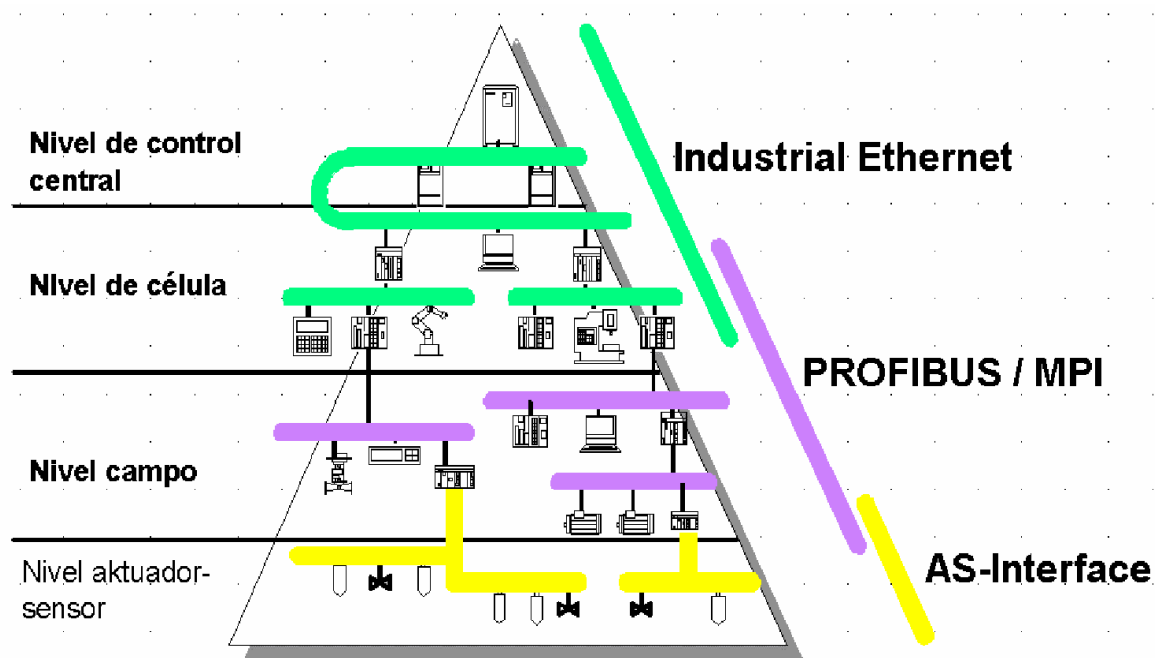 Nivel de control
central
Industrial Ethernet
NIvel de célula
PROFIBUS / MPI
Nivel campo
Nivel aktuador-
sensor
AS-Interface